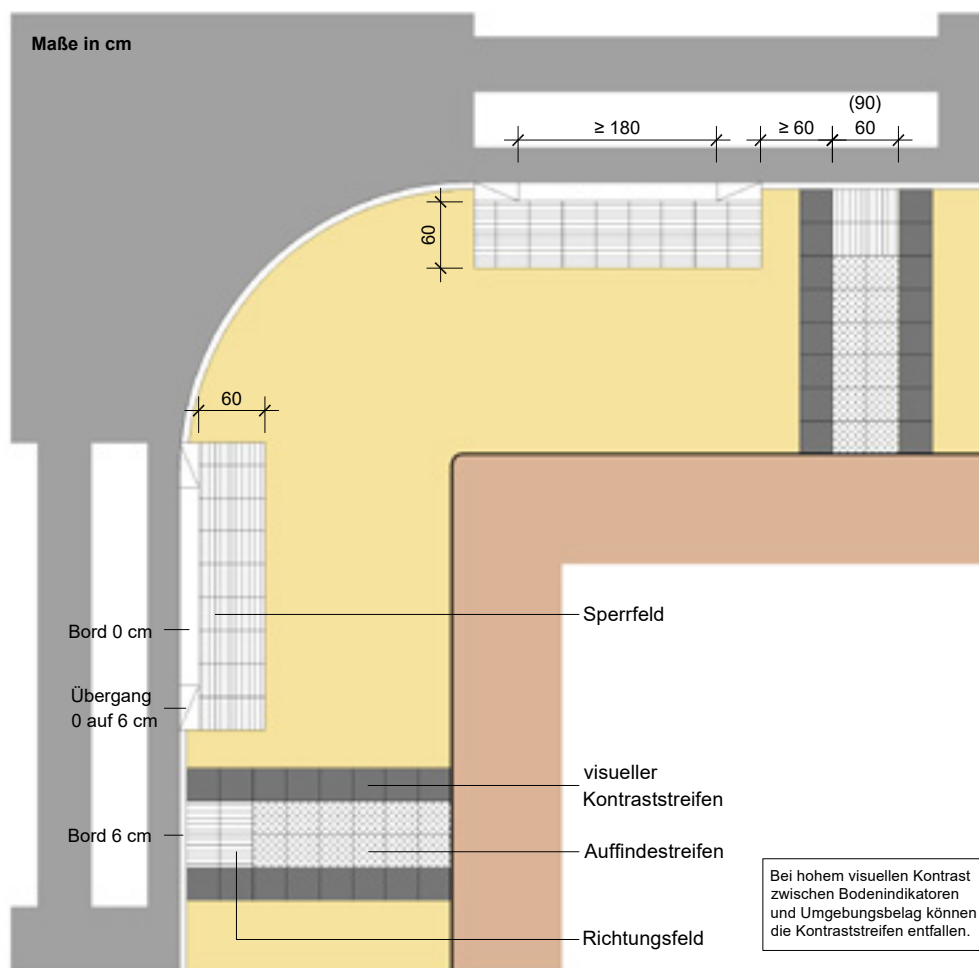 Maße in cm
(90)
≥ 180
≥ 60
60
60
60
Sperrfeld
Bord 0 cm
Übergang
0 auf 6 cm
visueller
Kontraststreifen
Bord 6 cm
Auffindestreifen
Richtungsfeld
Bei hohem visuellen Kontrast
zwischen Bodenindikatoren
und Umgebungsbelag können
die Kontraststreifen entfallen.